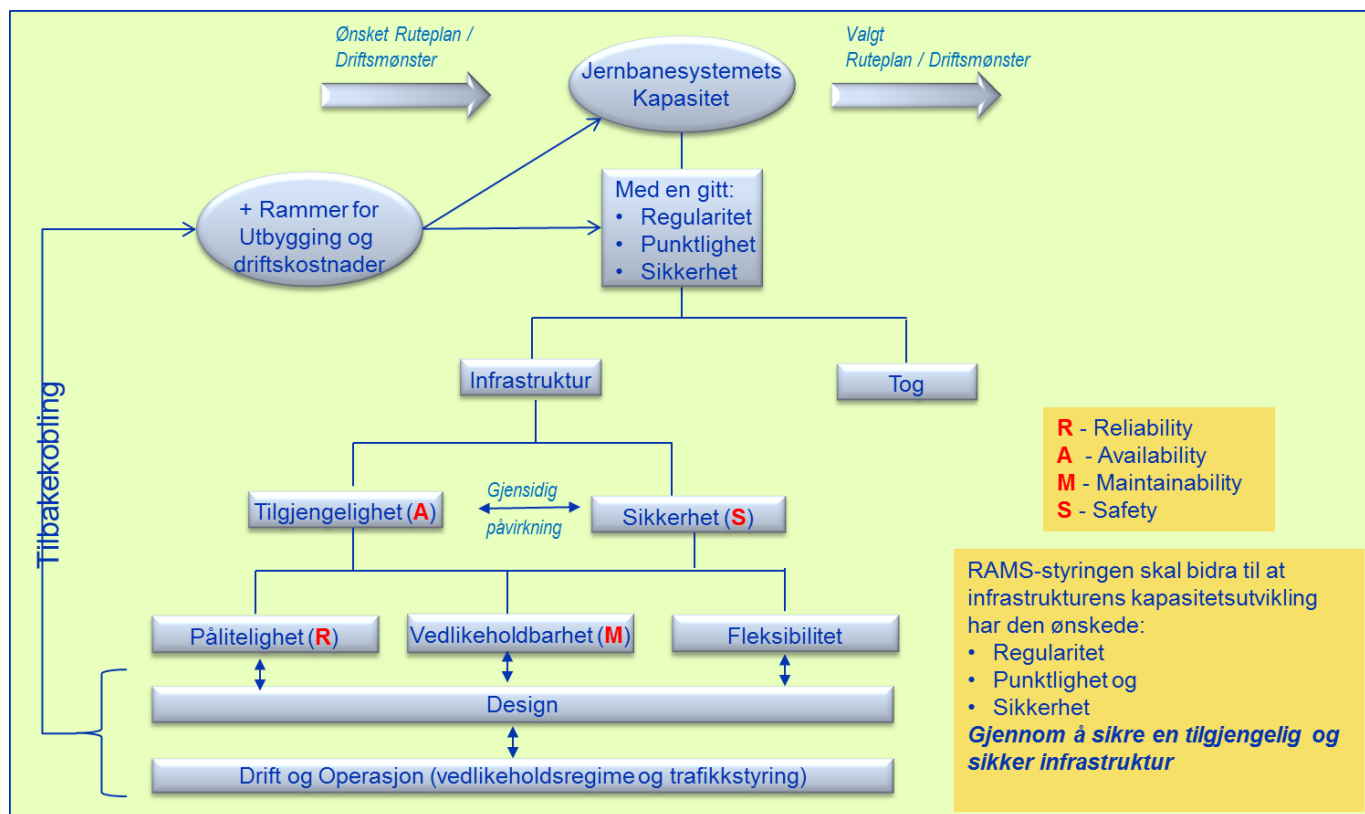 Ønsket Ruteplan /
Driftsmønster
Jernbanesystemets
Kapasitet
Valgt
Ruteplan / Driftsmønster
+ Rammer for
Utbygging og
driftskostnader
Med en gitt:
• Regularitet
• Punktlighet
• Sikkerhet
Tilbakekobling
Infrastruktur
Tog
R - Reliability
A - Availability
M - Maintainability
S - Safety
Tilgjengelighet (A)
Gjensidig
påvirkning
Sikkerhet (S)
Pålitelighet (R)
Vedlikeholdbarhet (M)
Fleksibilitet
Design
Drift og Operasjon (vedlikeholdsregime og trafikkstyring)
RAMS-styringen skal bidra til at
infrastrukturens kapasitetsutvikling
har den ønskede:
• Regularitet
• Punktlighet og
• Sikkerhet
Gjennom å sikre en tilgjengelig og
sikker infrastruktur